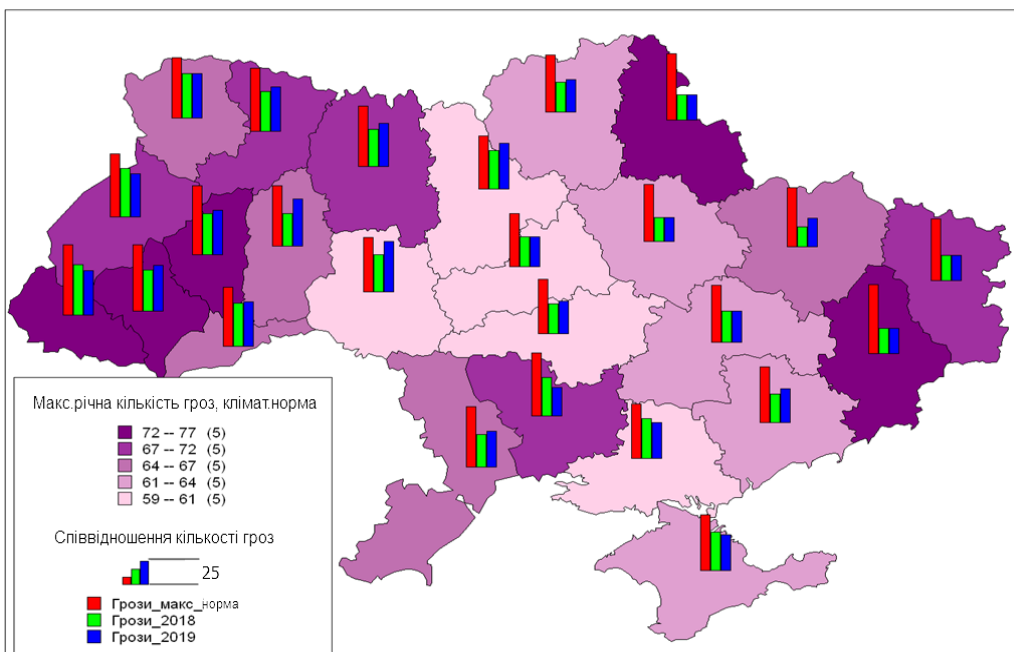 Макс.річна кількість гроз, клімат.норма
72 -- 77 (5)
67 -- 72 (5)
64 -- 67 (5)
61 -- 64 (5)
59 -- 61 (5)
Співвідношення кількості гроз
25
Грози_макс_норма
Грози_2018
Грози_2019